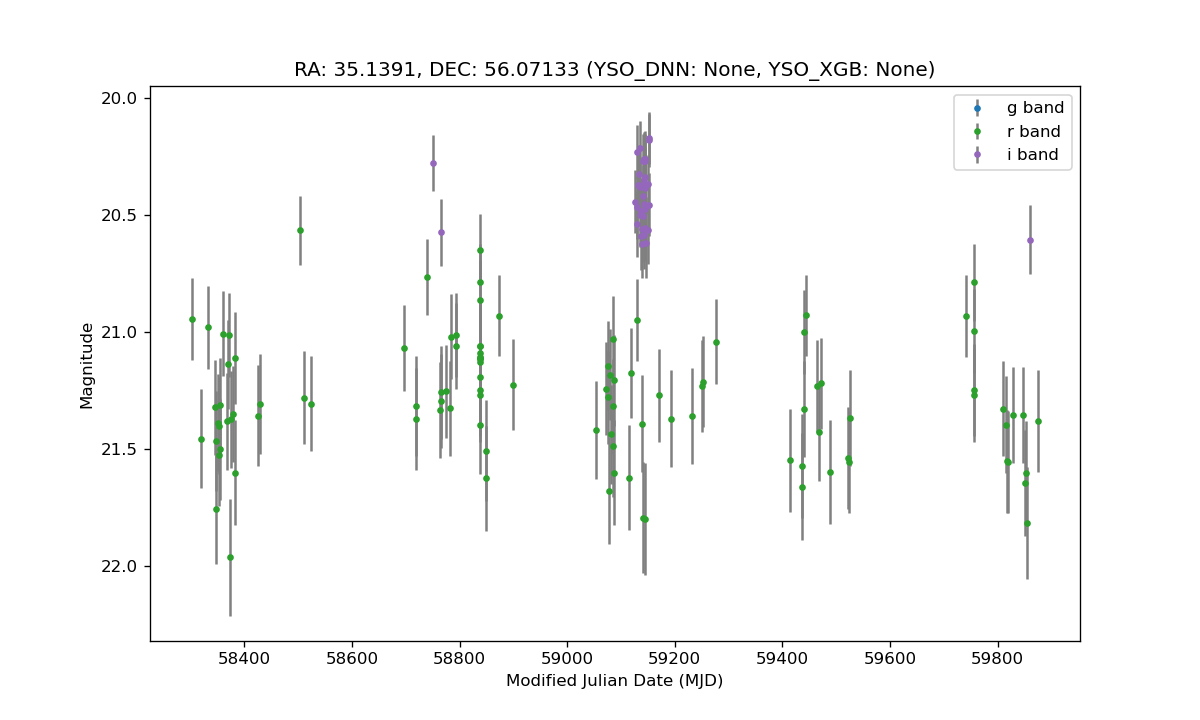 RA: 35.1391, DEC: 56.07133 (YSO_DNN: None, YSO_XGB: None)
g band
r band
i band
20.0
20.5
21.0
21.5
22.0
Magnitude
58400 58600 58800 59000 59200 59400 59600 59800
Modified Julian Date (MJD)